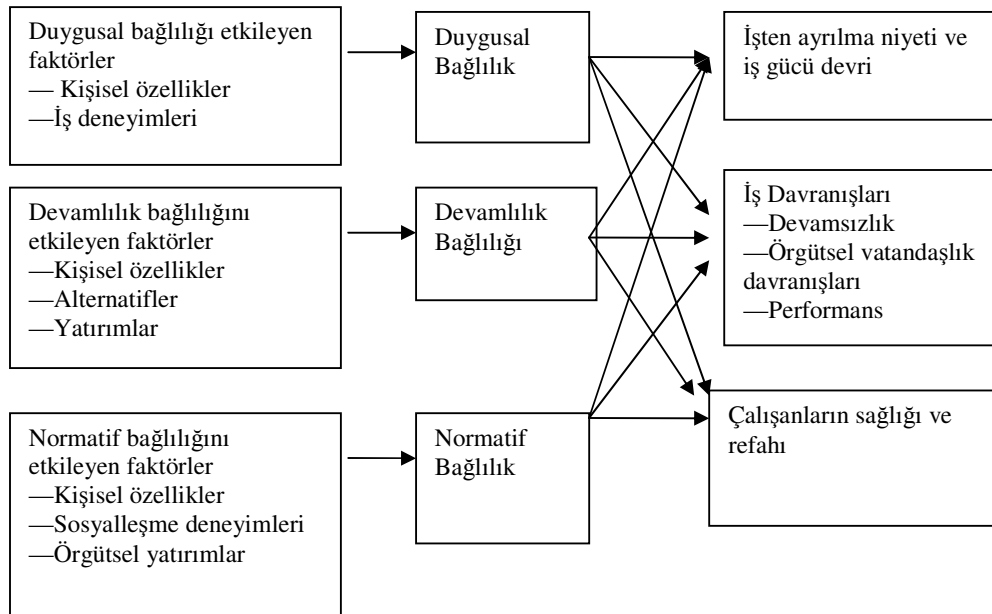 Duygusal bağlılığı etkileyen
faktörler
— Kişisel özellikler
—İş deneyimleri
Duygusal
Bağlılık
İşten ayrılma niyeti ve
iş gücü devri
Devamlılık bağlılığını
etkileyen faktörler
—Kişisel özellikler
—Alternatifler
—Yatırımlar
Devamlılık
Bağlılığı
İş Davranışları
—Devamsızlık
—Örgütsel vatandaşlık
davranışları
—Performans
Normatif bağlılığını
etkileyen faktörler
—Kişisel özellikler
—Sosyalleşme deneyimleri
—Örgütsel yatırımlar
Normatif
Bağlılık
Çalışanların sağlığı ve
refahı